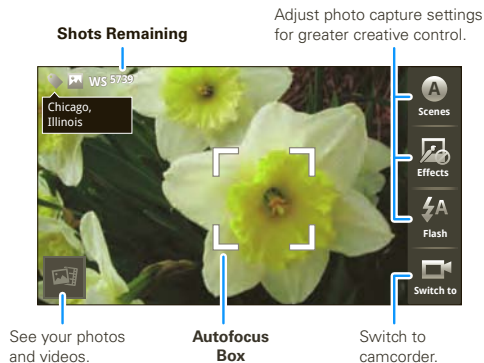 Adjust photo capture settings
for greater creative control.
Shots Remaining
WS 5739
Chicago,
Illinois
A
Scenes
Effects
A
Flash
Switch to
See your photos
and videos.
Autofocus
Box
Switch to
camcorder.